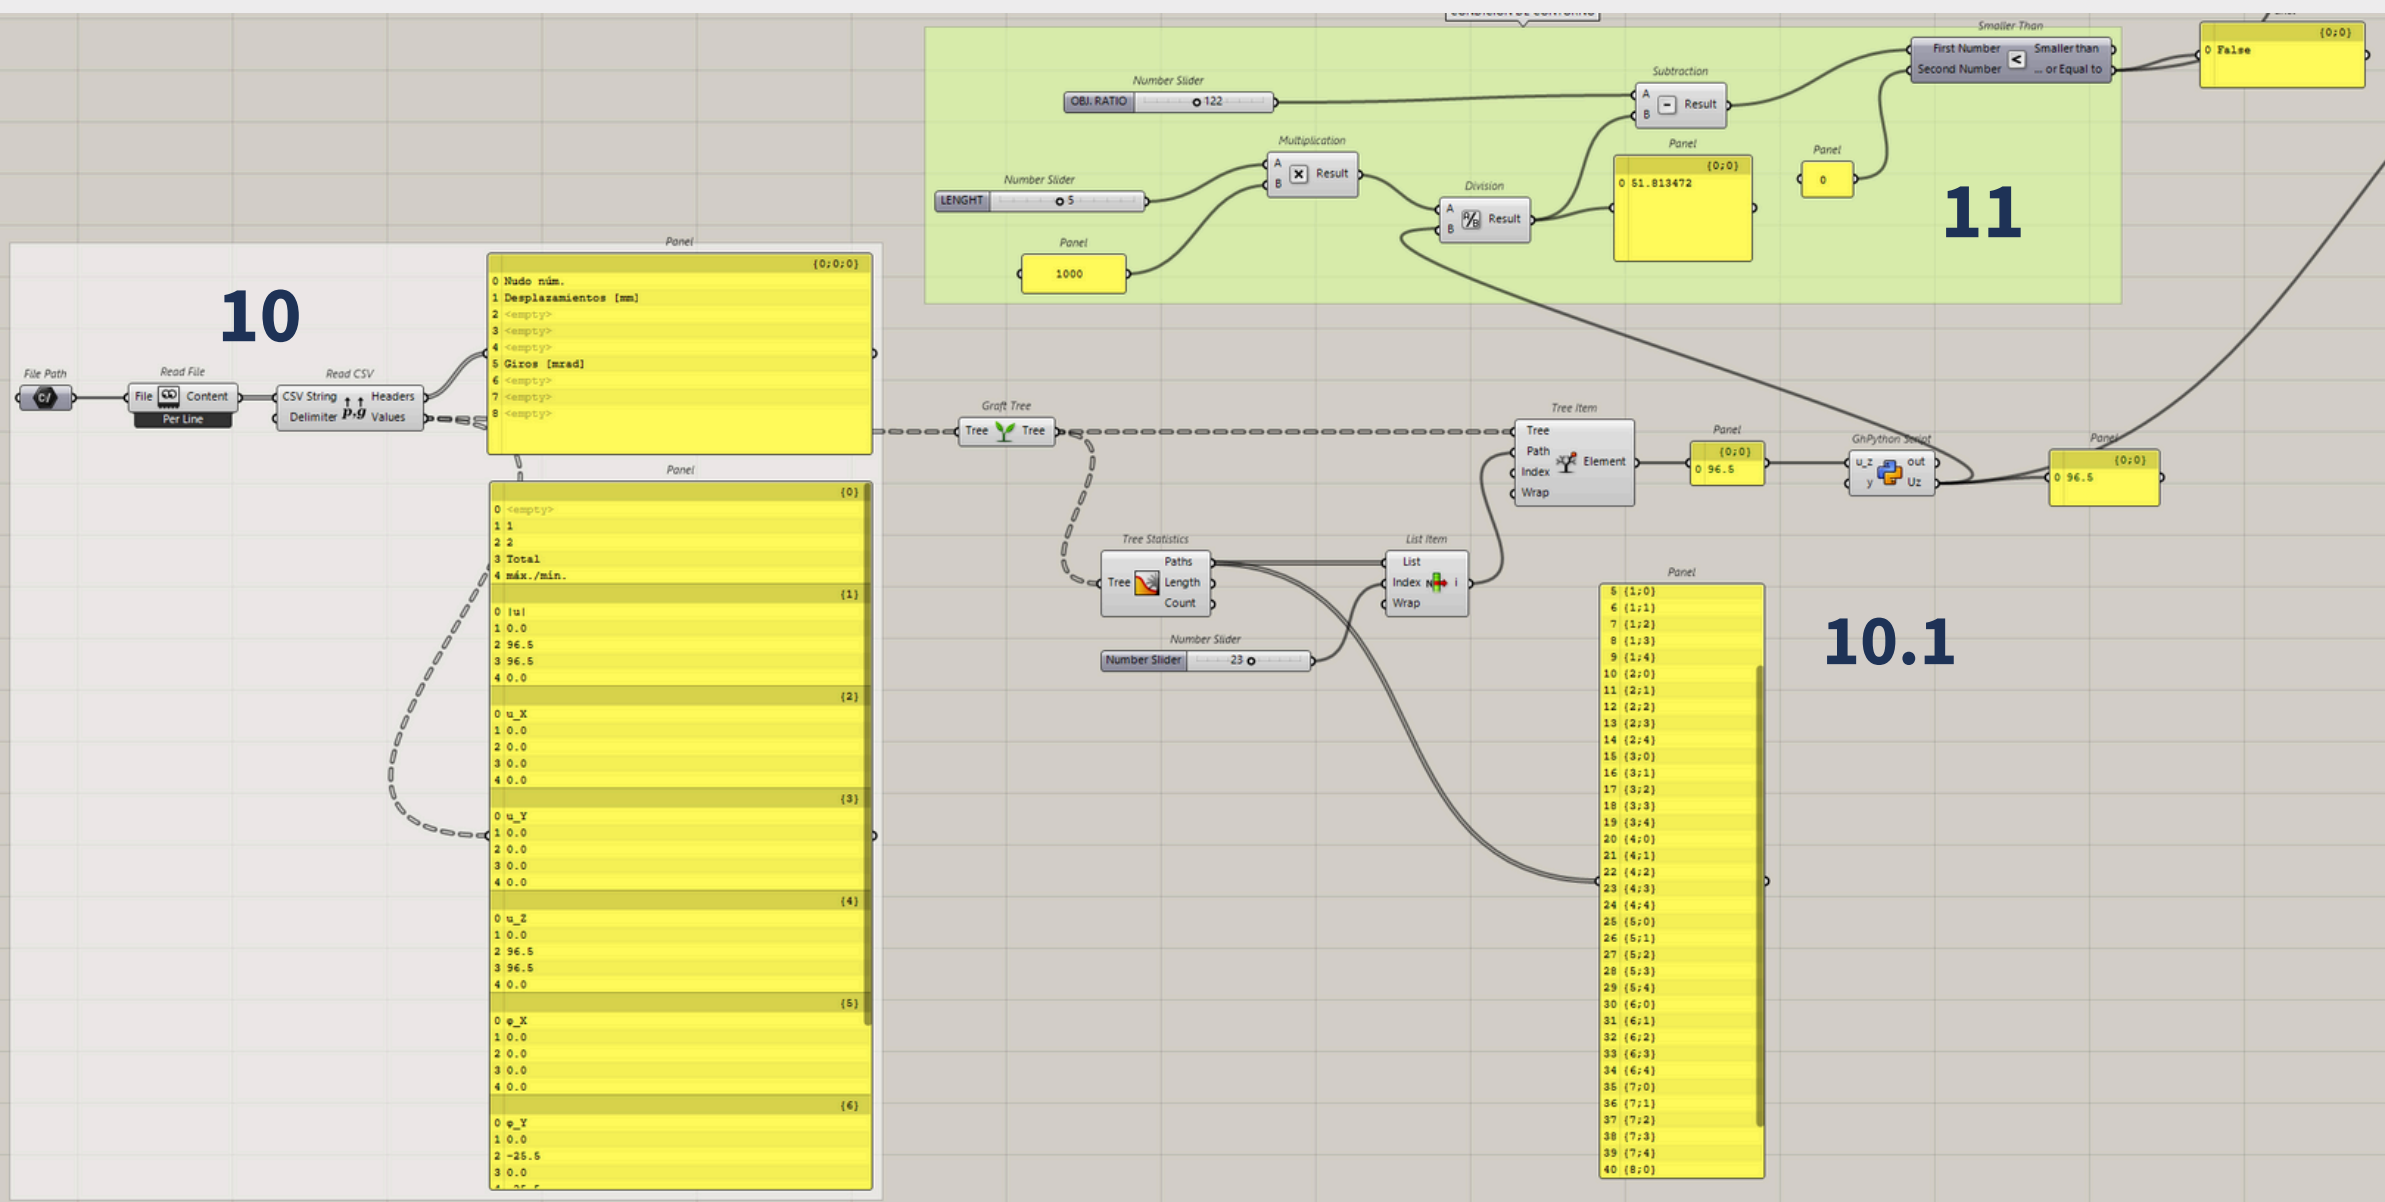 CONDICIÓN DE CONTORNO
Smaller Than
First Number
Smaller than
Second Number
... or Equal to
{0;0}
0 False
Number Slider
OBJ. RATIO
122
Subtraction
A
B
Result
Multiplication
A
B
Result
Number Slider
LENGHT
5
Panel
1000
Division
A
B
Result
Panel
{0;0}
0 51.813472
Panel
0
11
10
File Path
Read File
File
Content
Per Line
Read CSV
CSV String
Headers
Delimiter
Values
Panel
{0;0;0}
0 Nudo núm.
1 Desplazamientos [mm]
2 <empty>
3 <empty>
4 <empty>
5 Giros [mrad]
6 <empty>
7 <empty>
8 <empty>
Panel
{0}
0 <empty>
1 1
2 2
3 Total
4 máx./mín.
{1}
0 |u|
1 0.0
2 96.5
3 96.5
4 0.0
{2}
0 u_X
1 0.0
2 0.0
3 0.0
4 0.0
{3}
0 u_Y
1 0.0
2 0.0
3 0.0
4 0.0
{4}
0 u_Z
1 0.0
2 96.5
3 96.5
4 0.0
{5}
0 φ_X
1 0.0
2 0.0
3 0.0
4 0.0
{6}
0 φ_Y
1 0.0
2 -25.5
3 0.0
Graft Tree
Tree
Tree
Tree Statistics
Tree
Paths
Length
Count
Number Slider
Number Slider
23
List Item
List
Index
Wrap
i
Tree Item
Tree
Path
Index
Wrap
Element
Panel
{0;0}
0 96.5
GhPython Script
u_z
y
out
Uz
Panel
{0;0}
0 96.5
Panel
5 {1;0}
6 {1;1}
7 {1;2}
8 {1;3}
9 {1;4}
10 {2;0}
11 {2;1}
12 {2;2}
13 {2;3}
14 {2;4}
15 {3;0}
16 {3;1}
17 {3;2}
18 {3;3}
19 {3;4}
20 {4;0}
21 {4;1}
22 {4;2}
23 {4;3}
24 {4;4}
25 {5;0}
26 {5;1}
27 {5;2}
28 {5;3}
29 {5;4}
30 {6;0}
31 {6;1}
32 {6;2}
33 {6;3}
34 {6;4}
35 {7;0}
36 {7;1}
37 {7;2}
38 {7;3}
39 {7;4}
40 {8;0}
10.1